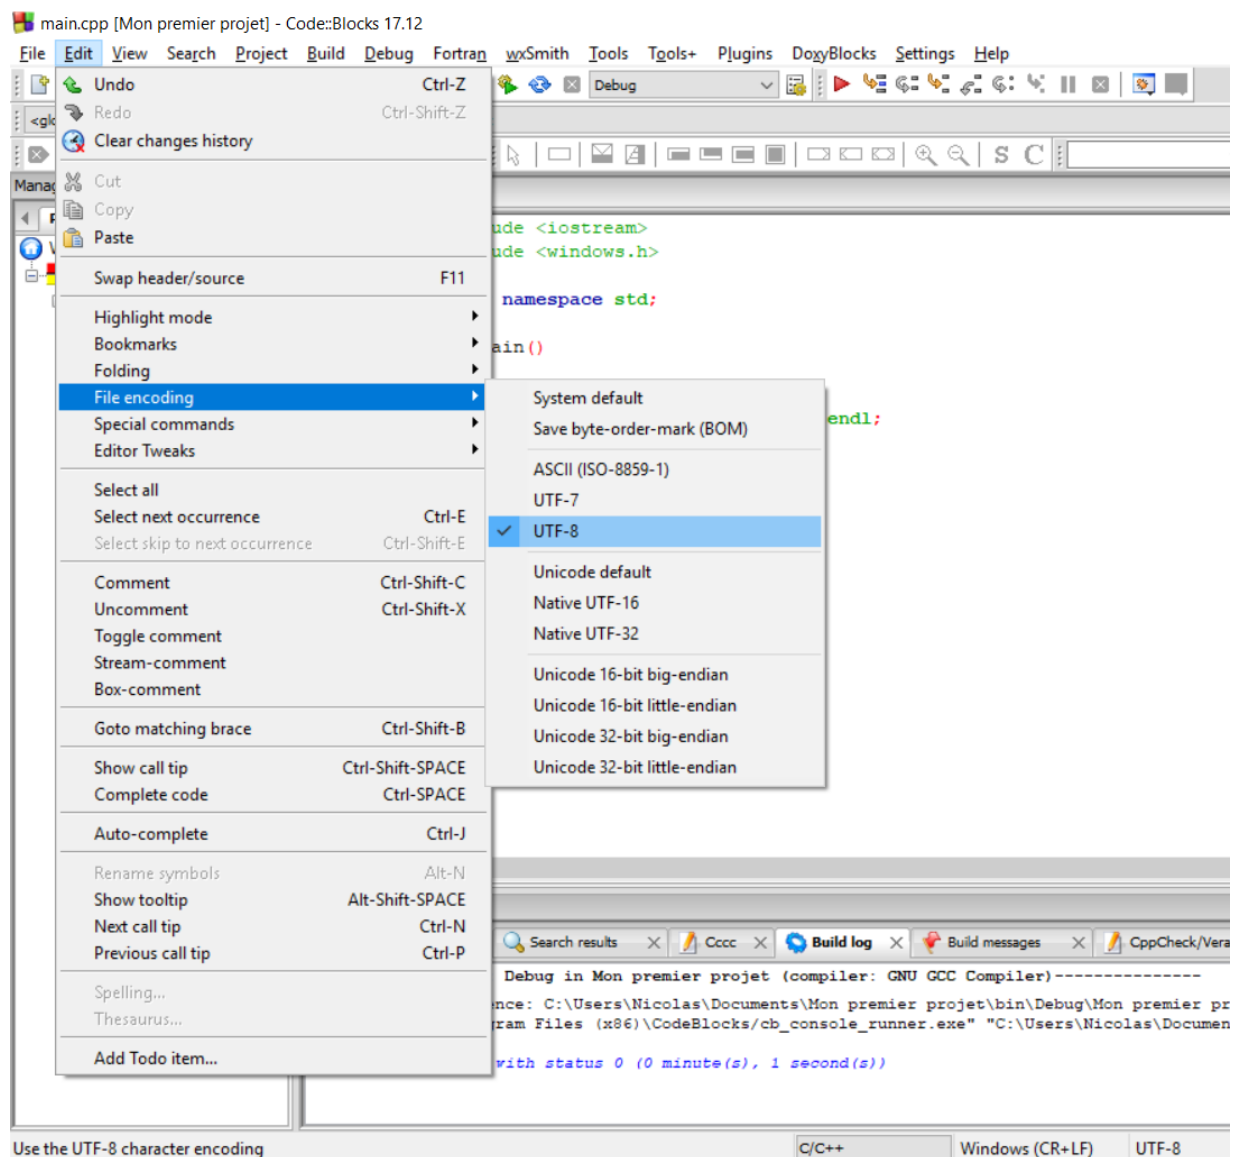 main.cpp [Mon premier projet] - Code::Blocks 17.12
File Edit View Search Project Build Debug Fortran wxSmith Tools Tools+ Plugins DoxyBlocks Settings Help
Debug
Undo Ctrl-Z
Redo Ctrl-Shift-Z
Clear changes history
Cut
Copy
Paste
Swap header/source F11
Highlight mode
Bookmarks
Folding
File encoding
Special commands
Editor Tweaks
Select all
Select next occurrence Ctrl-E
Select skip to next occurrence Ctrl-Shift-E
Comment Ctrl-Shift-C
Uncomment Ctrl-Shift-X
Toggle comment
Stream-comment
Box-comment
Goto matching brace Ctrl-Shift-B
Show call tip Ctrl-Shift-SPACE
Complete code Ctrl-SPACE
Auto-complete Ctrl-J
Rename symbols Alt-N
Show tooltip Alt-Shift-SPACE
Next call tip Ctrl-N
Previous call tip Ctrl-P
Spelling...
Thesaurus...
Add Todo item...
System default
Save byte-order-mark (BOM)
ASCII (ISO-8859-1)
UTF-7
UTF-8
Unicode default
Native UTF-16
Native UTF-32
Unicode 16-bit big-endian
Unicode 16-bit little-endian
Unicode 32-bit big-endian
Unicode 32-bit little-endian
<glo
S C
Manag
ude <iostream>
ude <windows.h>
namespace std;
ain()
endl;
Search results Cccc Build log Build messages CppCheck/Vera
Debug in Mon premier projet (compiler: GNU GCC Compiler)---------------
nce: C:\Users\Nicolas\Documents\Mon premier projet\bin\Debug\Mon premier pr
ram Files (x86)\CodeBlocks/cb_console_runner.exe" "C:\Users\Nicolas\Documen
with status 0 (0 minute(s), 1 second(s))
Use the UTF-8 character encoding C/C++ Windows (CR+LF) UTF-8